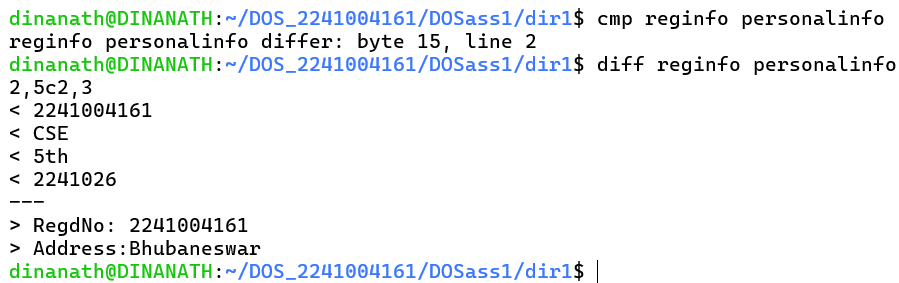 dinanath@DINANATH:~/DOS_2241004161/DOSass1/dir1$ cmp reginfo personalinfo
reginfo personalinfo differ: byte 15, line 2
dinanath@DINANATH:~/DOS_2241004161/DOSass1/dir1$ diff reginfo personalinfo
2,5c2,3
< 2241004161
< CSE
< 5th
< 2241026
---
> RegdNo: 2241004161
> Address:Bhubaneswar
dinanath@DINANATH:~/DOS_2241004161/DOSass1/dir1$